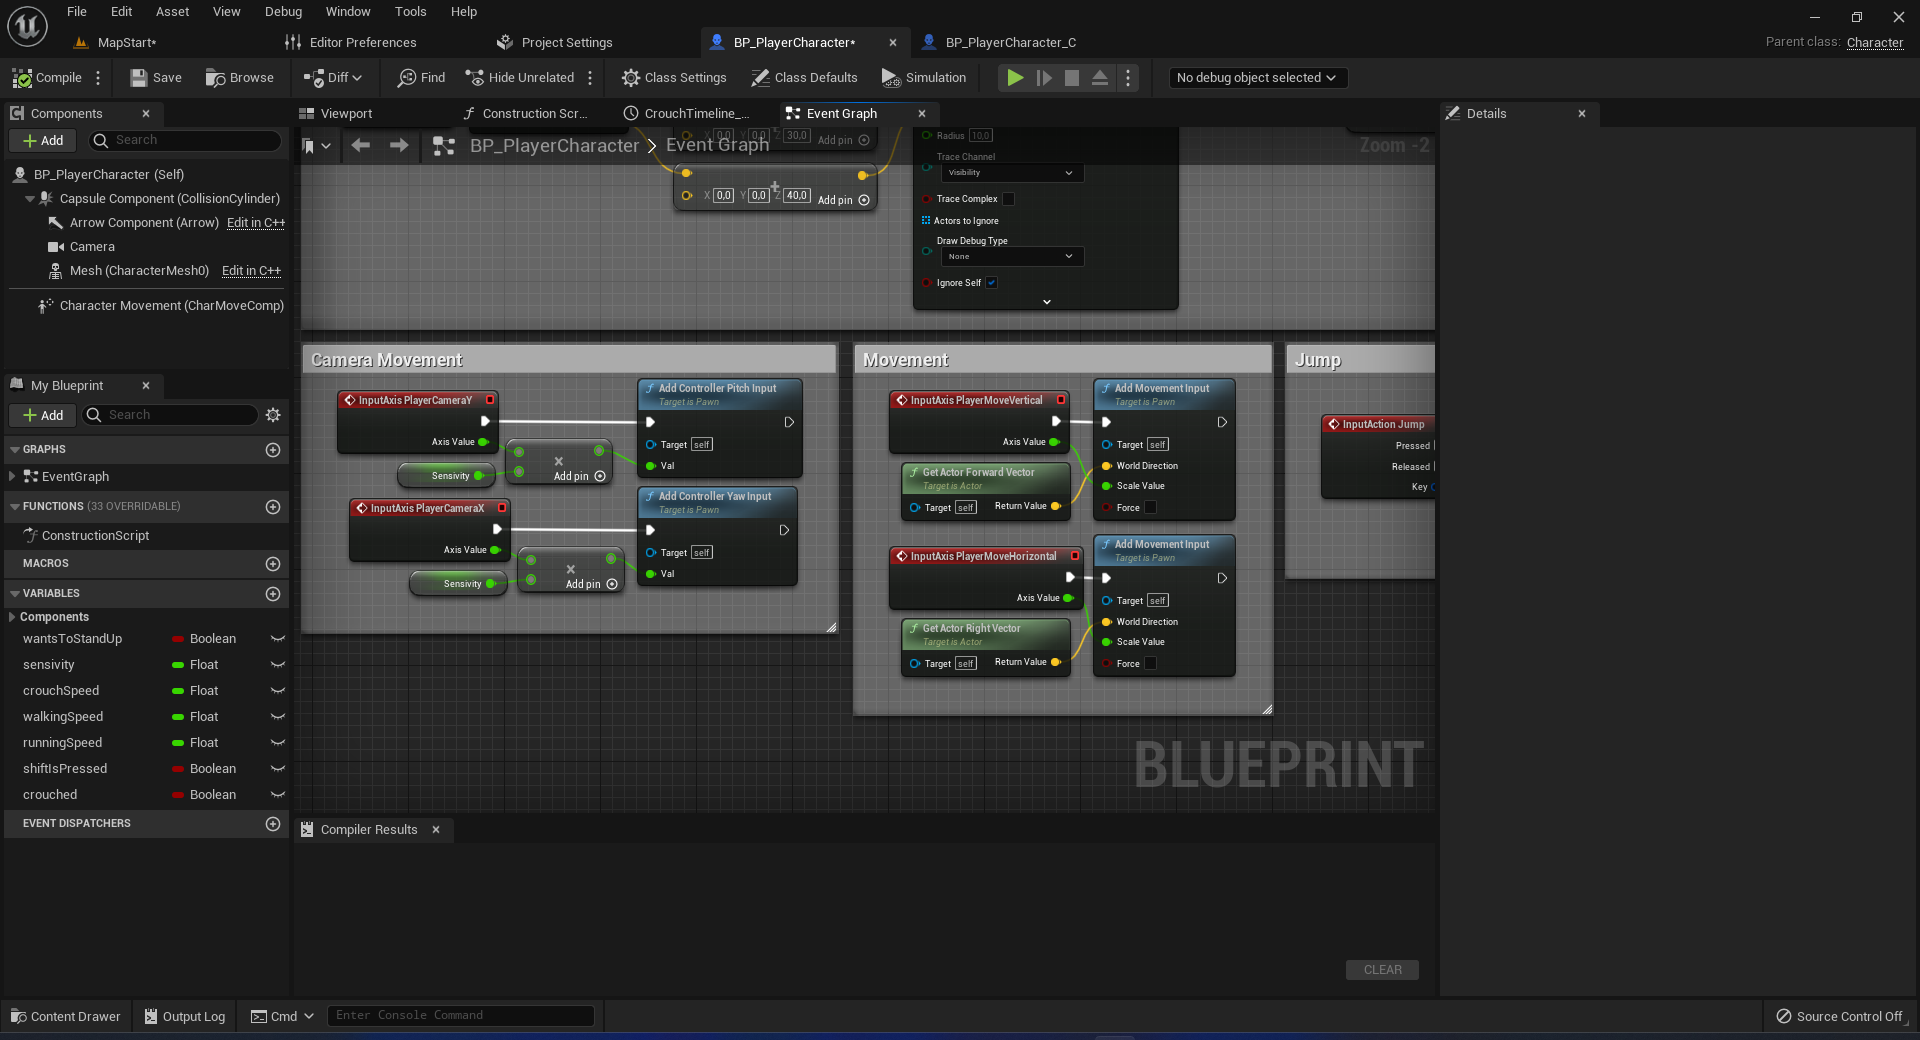 File Edit Asset View Debug Window Tools Help
MapStart* Editor Preferences Project Settings BP_PlayerCharacter* BP_PlayerCharacter_C Parent class: Character
Compile Save Browse Diff Find Hide Unrelated Class Settings Class Defaults Simulation No debug object selected
Components Viewport Construction Scr... CrouchTimeline_... Event Graph Details
Add Search
BP_PlayerCharacter > Event Graph Zoom -2
BP_PlayerCharacter (Self)
Capsule Component (CollisionCylinder)
Arrow Component (Arrow) Edit in C++
Camera
Mesh (CharacterMesh0) Edit in C++
Character Movement (CharMoveComp)
X 0,0 Y 0,0 Z 30,0 Add pin
X 0,0 Y 0,0 Z 40,0 Add pin
Radius 10,0
Trace Channel
Visibility
Trace Complex
Actors to Ignore
Draw Debug Type
None
Ignore Self
My Blueprint
Add Search
GRAPHS
EventGraph
FUNCTIONS (33 OVERRIDABLE)
ConstructionScript
MACROS
VARIABLES
Components
wantsToStandUp Boolean
sensivity Float
crouchSpeed Float
walkingSpeed Float
runningSpeed Float
shiftIsPressed Boolean
crouched Boolean
EVENT DISPATCHERS
Camera Movement
InputAxis PlayerCameraY
Axis Value
Sensivity
Add pin
Add Controller Pitch Input
Target is Pawn
Target self
Val
InputAxis PlayerCameraX
Axis Value
Sensivity
Add pin
Add Controller Yaw Input
Target is Pawn
Target self
Val
Movement
InputAxis PlayerMoveVertical
Axis Value
Get Actor Forward Vector
Target is Actor
Target self Return Value
Add Movement Input
Target is Pawn
Target self
World Direction
Scale Value
Force
InputAxis PlayerMoveHorizontal
Axis Value
Get Actor Right Vector
Target is Actor
Target self Return Value
Add Movement Input
Target is Pawn
Target self
World Direction
Scale Value
Force
Jump
InputAction Jump
Pressed
Released
Key
BLUEPRINT
Compiler Results
CLEAR
Content Drawer Output Log Cmd Enter Console Command Source Control Off